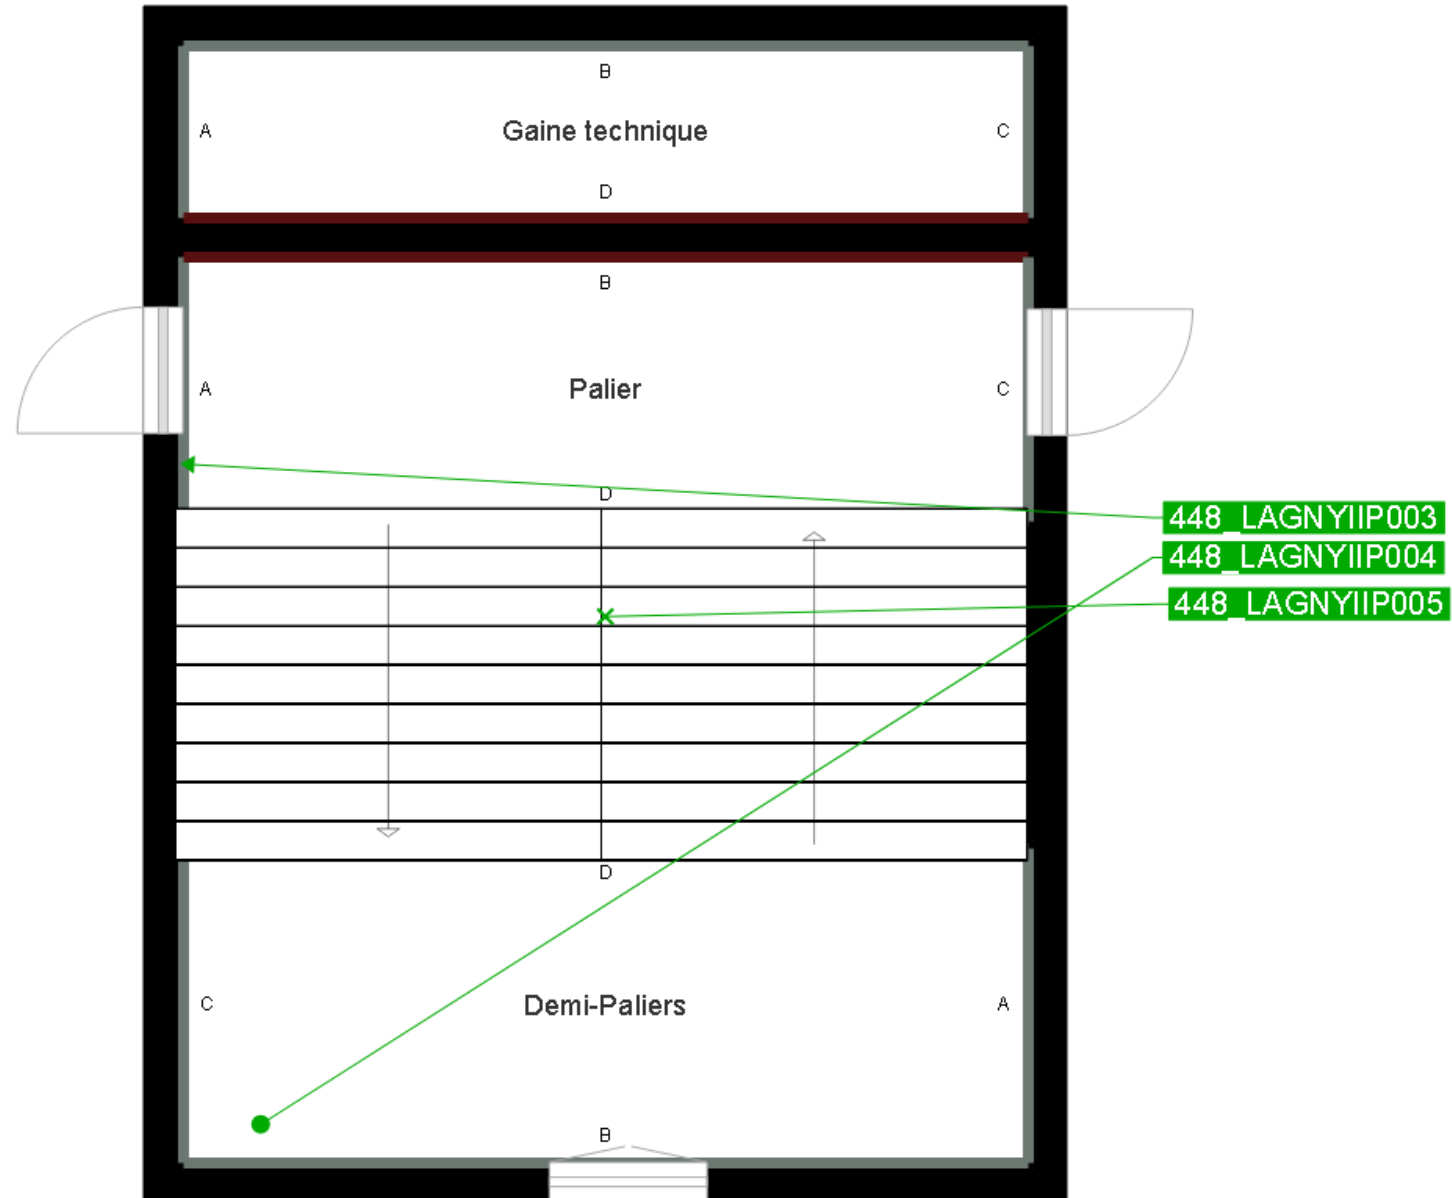 B
A
Gaine technique
C
D
B
A
Palier
C
D
448_LAGNYIIP003
448_LAGNYIIP004
448_LAGNYIIP005
D
C
Demi-Paliers
A
B